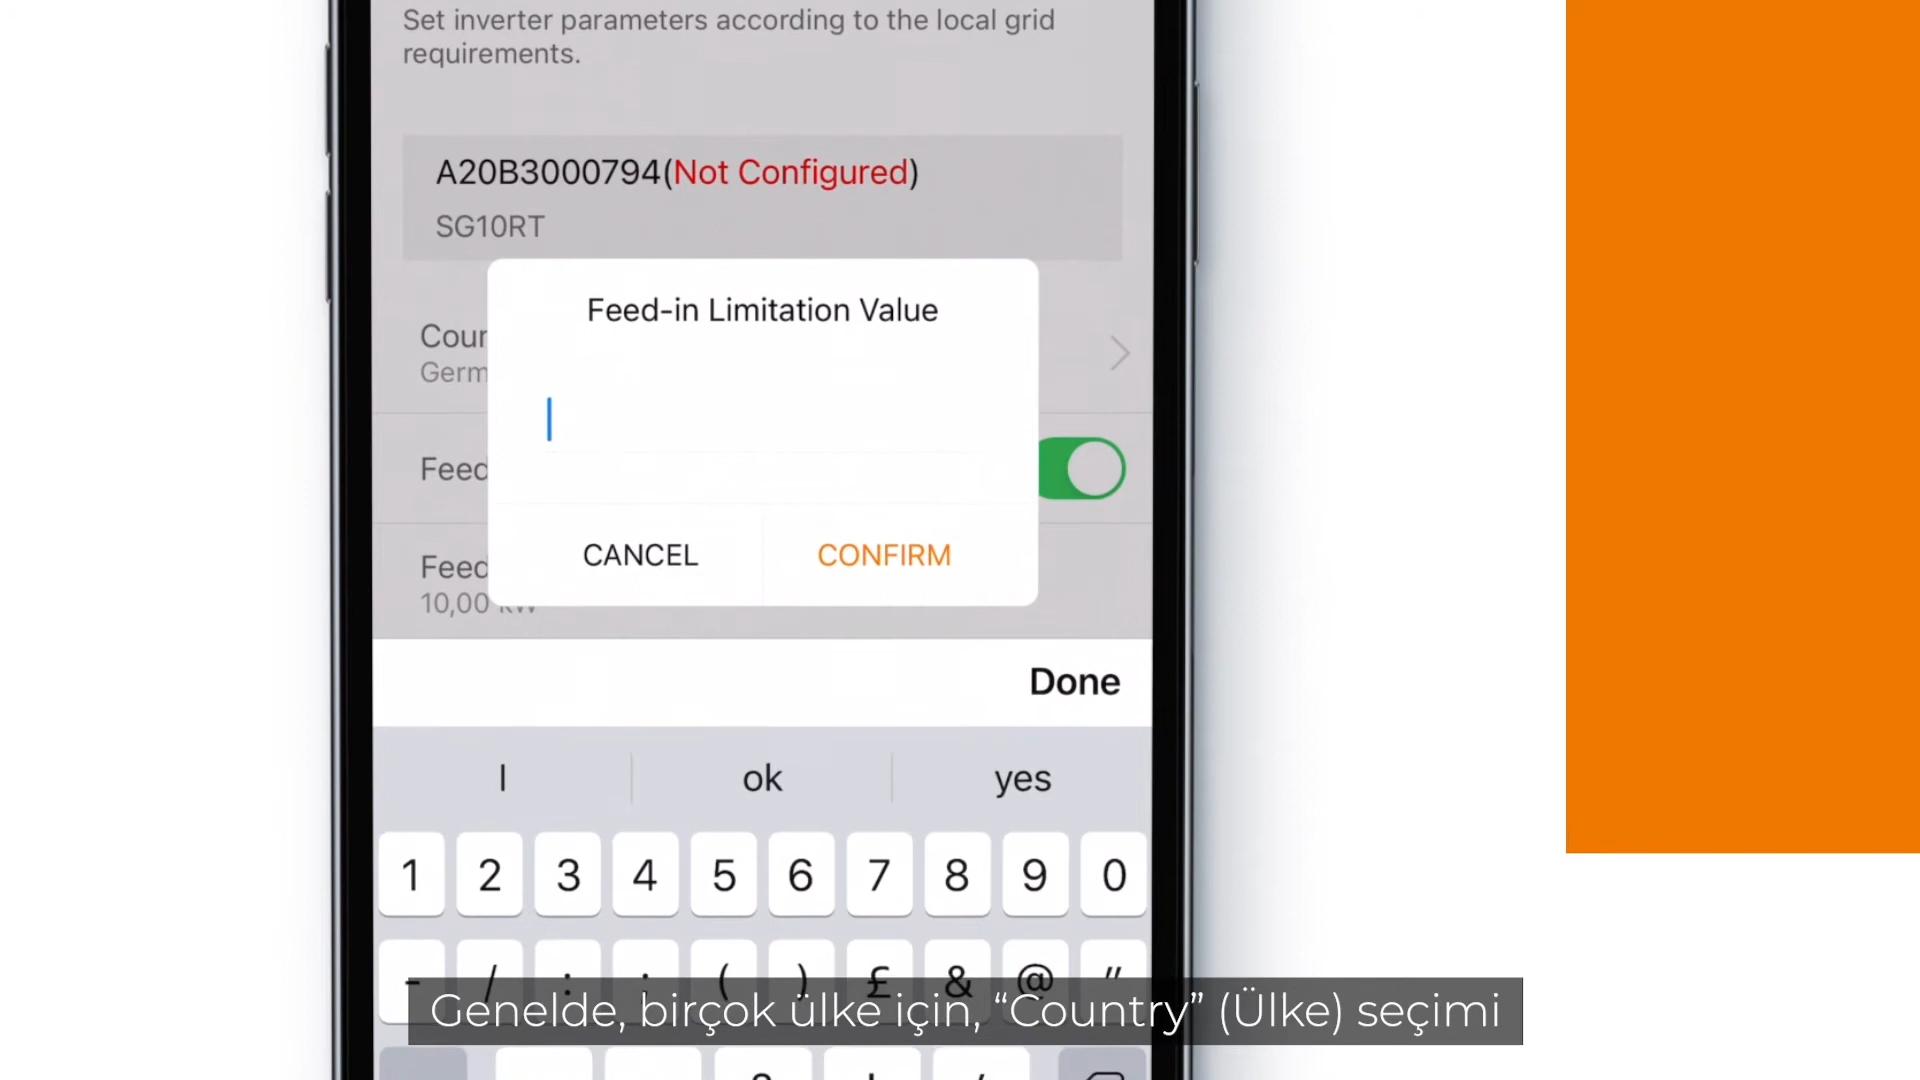 Set inverter parameters according to the local grid
requirements.
A20B3000794(Not Configured)
SG10RT
Feed-in Limitation Value
Cour
Germ
Feed
CANCEL CONFIRM
Feed
10,00 kW
Done
I ok yes
1 2 3 4 5 6 7 8 9 0
- / : ; ( ) £ & @ "
Genelde, birçok ülke için, “Country” (Ülke) seçimi